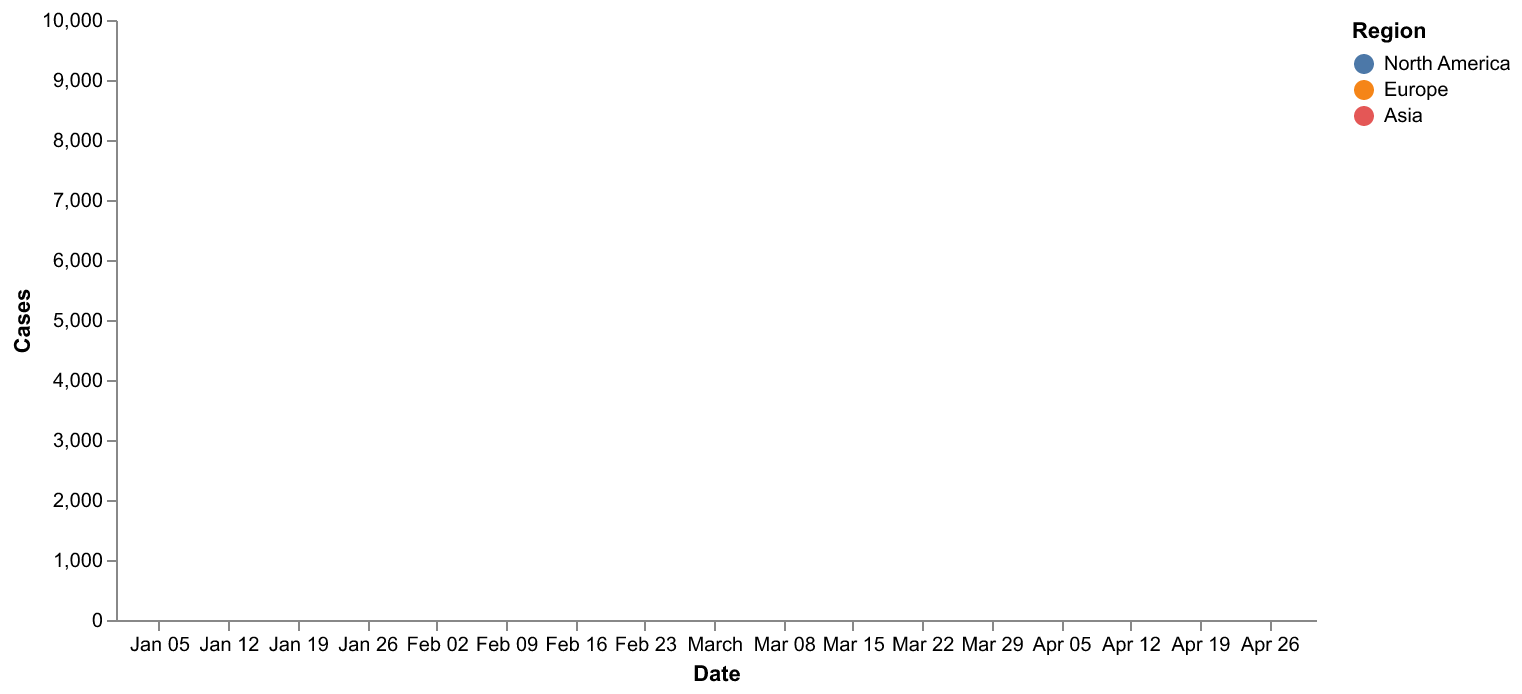 10,000
9,000
8,000
7,000
6,000
5,000
4,000
3,000
2,000
1,000
0
Cases
Jan 05 Jan 12 Jan 19 Jan 26 Feb 02 Feb 09 Feb 16 Feb 23 March Mar 08 Mar 15 Mar 22 Mar 29 Apr 05 Apr 12 Apr 19 Apr 26
Date
Region
North America
Europe
Asia